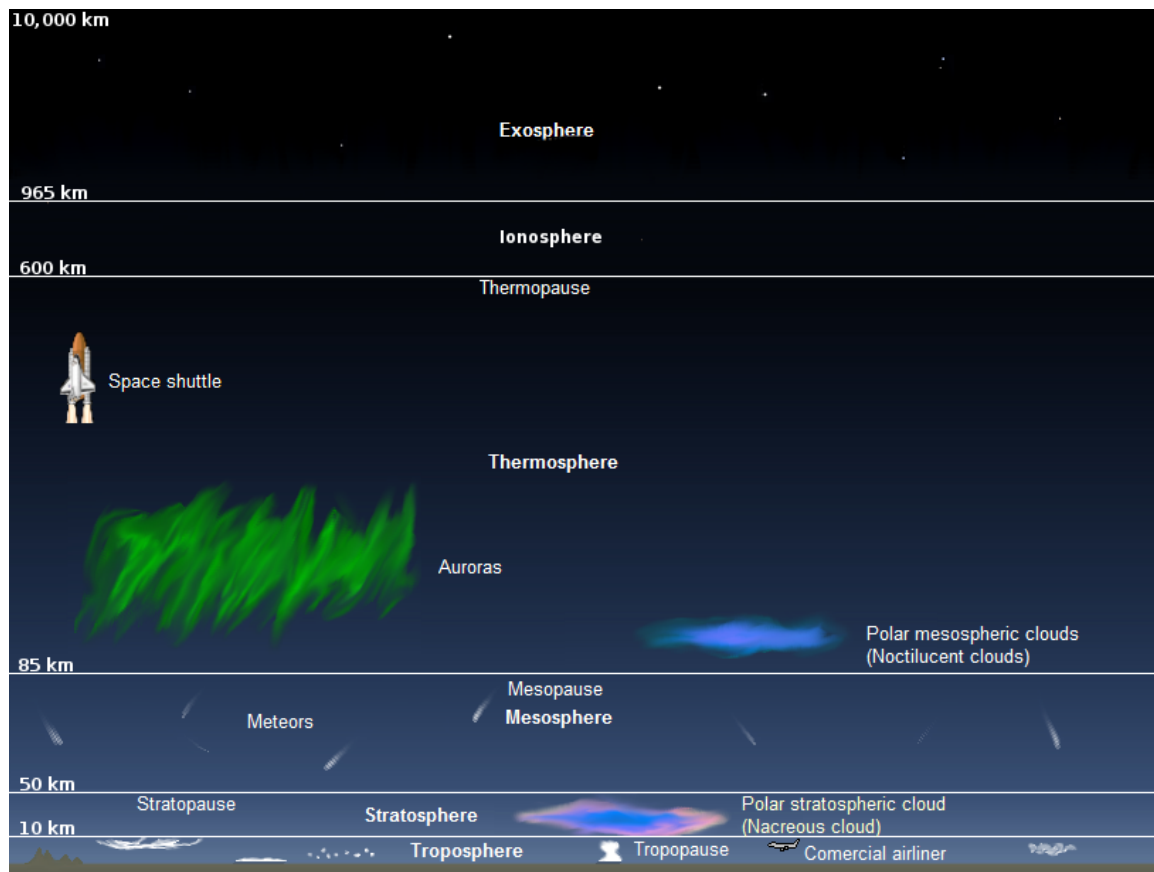 10,000 km
Exosphere
965 km
Ionosphere
600 km
Thermopause
Space shuttle
Thermosphere
Auroras
Polar mesospheric clouds
(Noctilucent clouds)
85 km
Mesopause
Meteors
Mesosphere
50 km
Stratopause
Stratosphere
Polar stratospheric cloud
(Nacreous cloud)
10 km
Troposphere
Tropopause
Comercial airliner